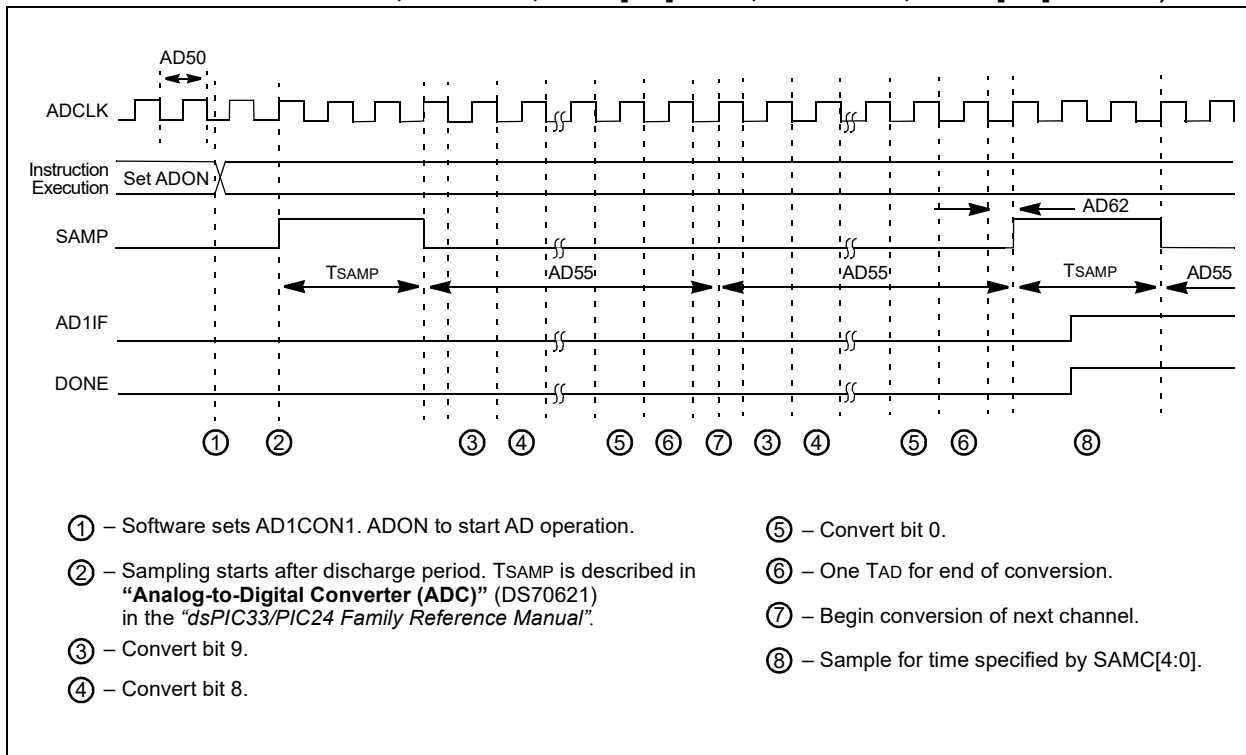 AD50
ADCLK
Instruction
Execution
Set ADON
AD62
SAMP
TSAMP
AD55
AD55
TSAMP
AD55
AD1IF
DONE
① ② ③ ④ ⑤ ⑥ ⑦ ③ ④ ⑤ ⑥ ⑧
① – Software sets AD1CON1. ADON to start AD operation.
② – Sampling starts after discharge period. TSAMP is described in
“Analog-to-Digital Converter (ADC)” (DS70621)
in the “dsPIC33/PIC24 Family Reference Manual”.
③ – Convert bit 9.
④ – Convert bit 8.
⑤ – Convert bit 0.
⑥ – One TAD for end of conversion.
⑦ – Begin conversion of next channel.
⑧ – Sample for time specified by SAMC[4:0].